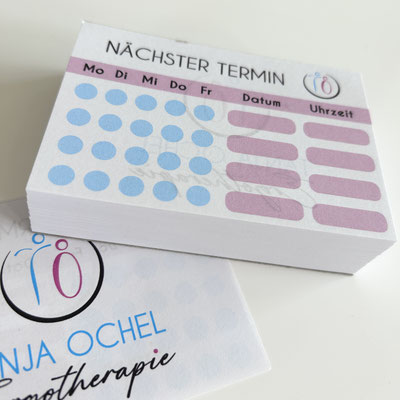 NÄCHSTER TERMIN
Mo Di Mi Do Fr Datum Uhrzeit
NJA OCHEL
motherapie